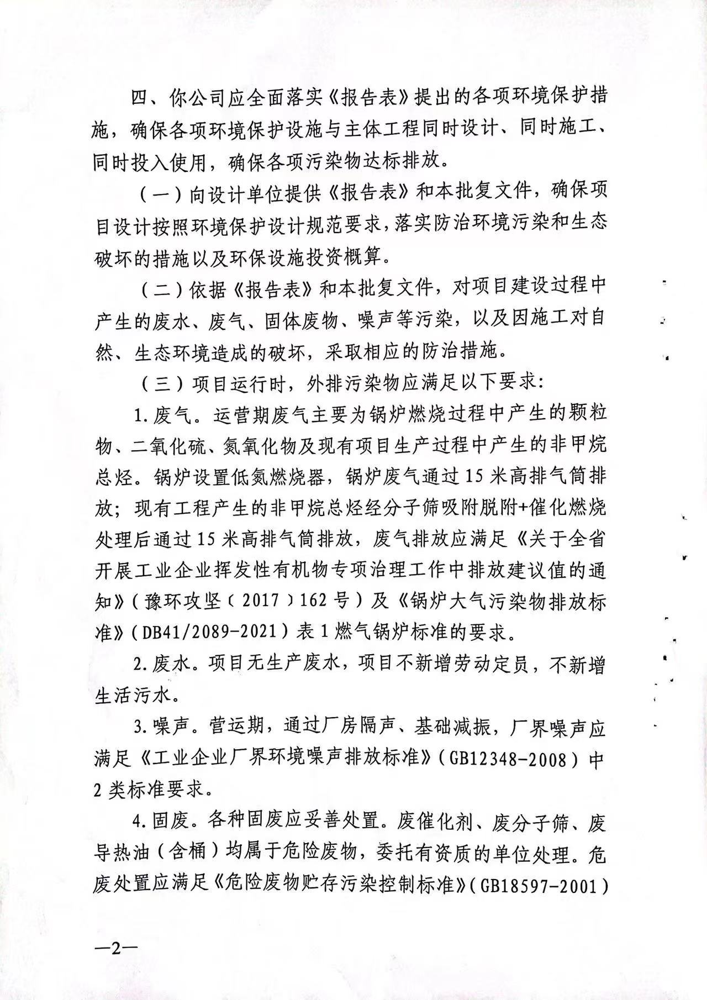 四、你公司应全面落实《报告表》提出的各项环境保护措
施，确保各项环境保护设施与主体工程同时设计、同时施工、
同时投入使用，确保各项污染物达标排放。
（一）向设计单位提供《报告表》和本批复文件，确保项
目设计按照环境保护设计规范要求，落实防治环境污染和生态
破坏的措施以及环保设施投资概算。
（二）依据《报告表》和本批复文件，对项目建设过程中
产生的废水、废气、固体废物、噪声等污染，以及因施工对自
然、生态环境造成的破坏，采取相应的防治措施。
（三）项目运行时，外排污染物应满足以下要求：
1.废气。运营期废气主要为锅炉燃烧过程中产生的颗粒
物、二氧化硫、氮氧化物及现有项目生产过程中产生的非甲烷
总烃。锅炉设置低氮燃烧器，锅炉废气通过15米高排气筒排
放；现有工程产生的非甲烷总烃经分子筛吸附脱附+催化燃烧
处理后通过15米高排气筒排放，废气排放应满足《关于全省
开展工业企业挥发性有机物专项治理工作中排放建议值的通
知》（豫环攻坚〔2017〕162号）及《锅炉大气污染物排放标
准》（DB41/2089-2021）表1燃气锅炉标准的要求。
2.废水。项目无生产废水，项目不新增劳动定员，不新增
生活污水。
3.噪声。营运期，通过厂房隔声、基础减振，厂界噪声应
满足《工业企业厂界环境噪声排放标准》（GB12348-2008）中
2类标准要求。
4.固废。各种固废应妥善处置。废催化剂、废分子筛、废
导热油（含桶）均属于危险废物，委托有资质的单位处理。危
废处置应满足《危险废物贮存污染控制标准》（GB18597-2001）
—2—